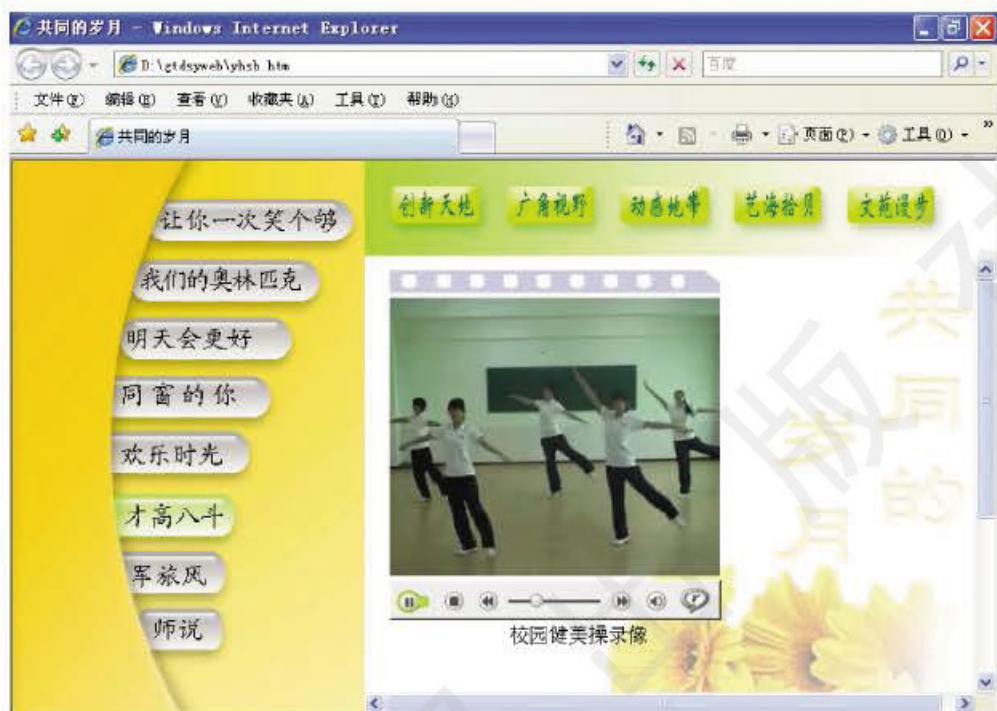 共同的岁月 - Windows Internet Explorer
D:\gtdsyweb\yhsb.htm
百度
文件(F) 编辑(E) 查看(V) 收藏夹(A) 工具(T) 帮助(H)
共同的岁月
页面(P) 工具(O)
创新天地 广角视野 动感地带 艺海拾贝 文苑漫步
让你一次笑个够
我们的奥林匹克
明天会更好
同窗的你
欢乐时光
才高八斗
军旅风
师说
共同的
岁月
校园健美操录像